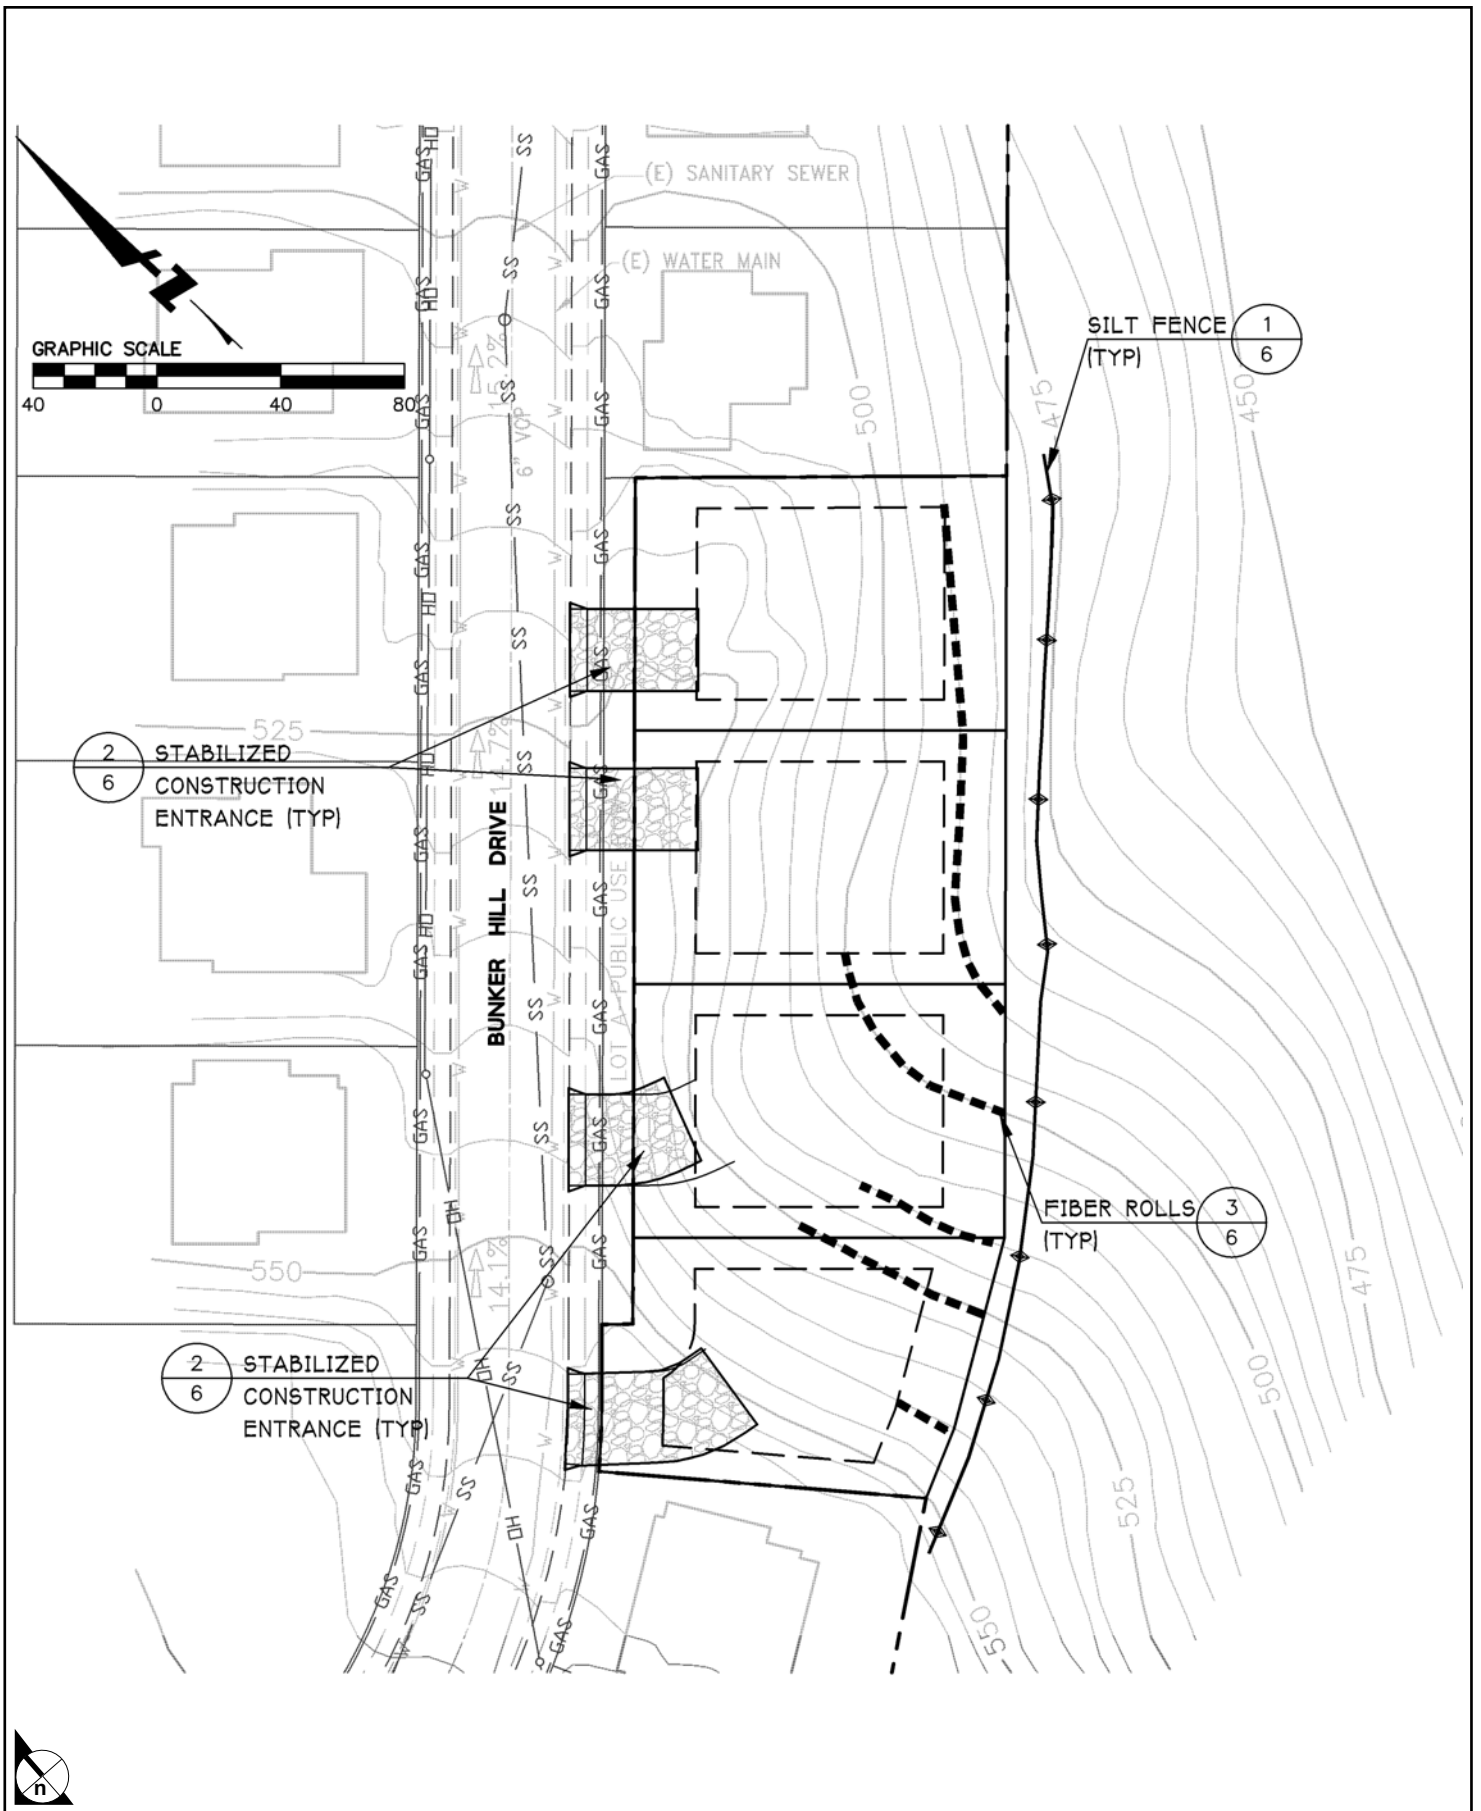 (E) SANITARY SEWER
(E) WATER MAIN
GRAPHIC SCALE
40 0 40 80
SILT FENCE
(TYP)
1
6
500
475
450
15.2%
6" VCP
525
2
6
STABILIZED
CONSTRUCTION
ENTRANCE (TYP)
14.7%
BUNKER HILL DRIVE
LOT A-PUBLIC USE
FIBER ROLLS
(TYP)
3
6
550
14.1%
2
6
STABILIZED
CONSTRUCTION
ENTRANCE (TYP)
475
500
525
550
GAS
OH
SS
W
N
n